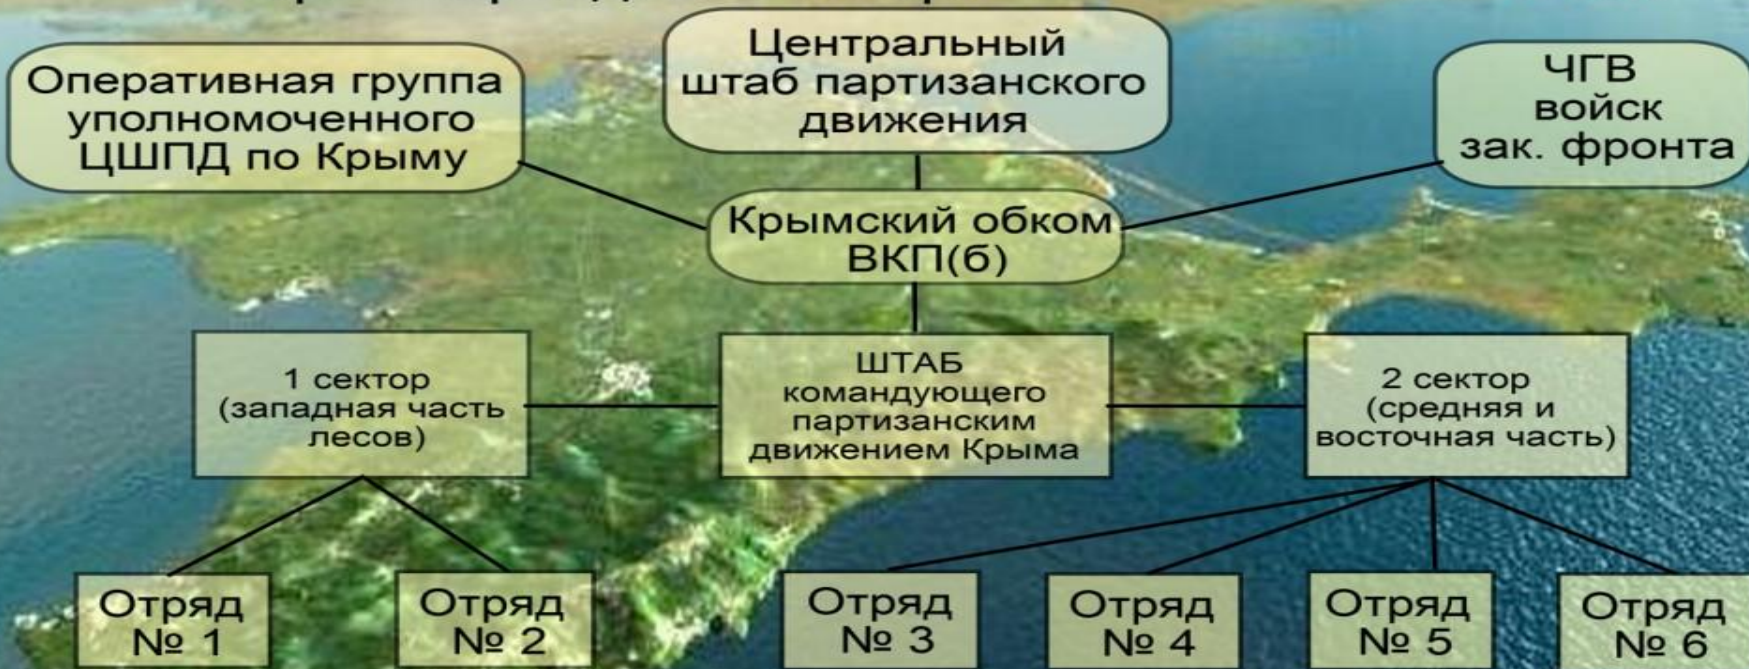 Оперативная группа
уполномоченного
ЦШПД по Крыму
Центральный
штаб партизанского
движения
ЧГВ
войск
зак. фронта
Крымский обком
ВКП(б)
1 сектор
(западная часть
лесов)
ШТАБ
командующего
партизанским
движением Крыма
2 сектор
(средняя и
восточная часть)
Отряд
№ 1
Отряд
№ 2
Отряд
№ 3
Отряд
№ 4
Отряд
№ 5
Отряд
№ 6